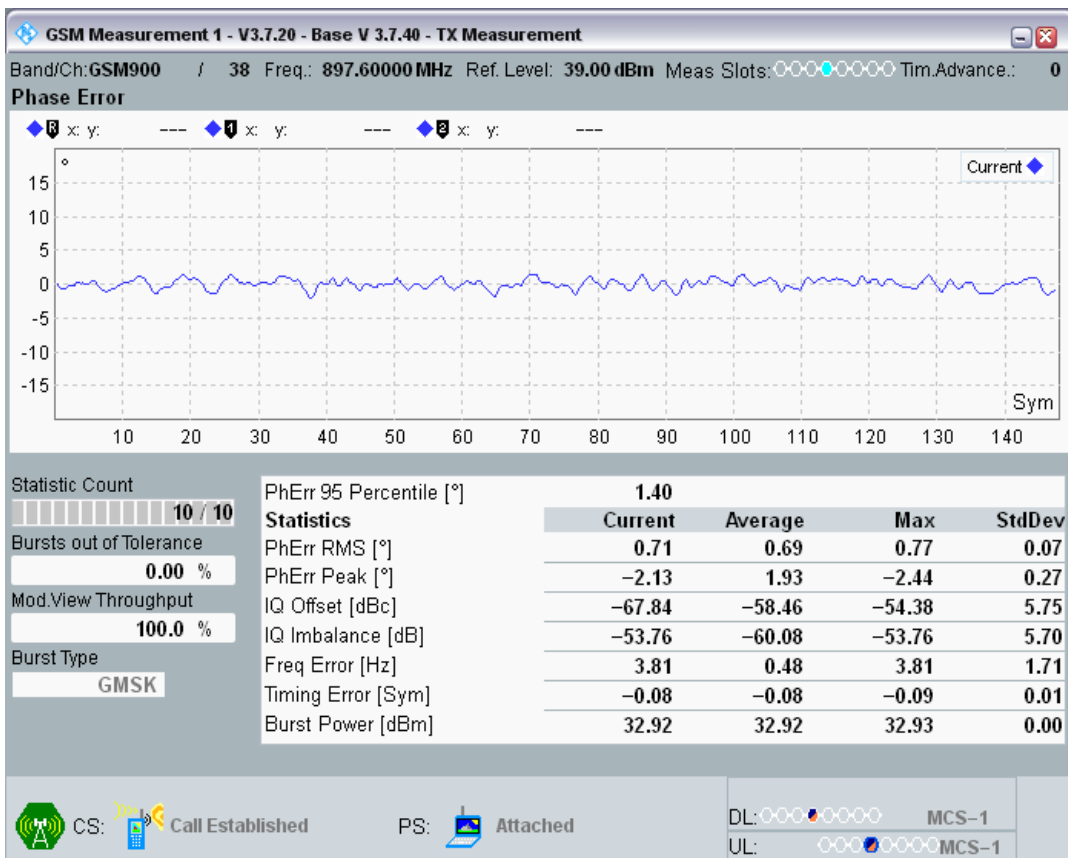 GSM Measurement 1 - V3.7.20 - Base V 3.7.40 - TX Measurement
Band/Ch:GSM900 / 38 Freq.: 897.60000 MHz Ref. Level: 39.00 dBm Meas Slots: Tim.Advance.: 0
Phase Error
R x: y: --- 1 x: y: --- 2 x: y: ---
° Current
15
10
5
0
-5
-10
-15
Sym
10 20 30 40 50 60 70 80 90 100 110 120 130 140
Statistic Count
10 / 10
Bursts out of Tolerance
0.00 %
Mod.View Throughput
100.0 %
Burst Type
GMSK
PhErr 95 Percentile [°] 1.40
Statistics Current Average Max StdDev
PhErr RMS [°] 0.71 0.69 0.77 0.07
PhErr Peak [°] −2.13 1.93 −2.44 0.27
IQ Offset [dBc] −67.84 −58.46 −54.38 5.75
IQ Imbalance [dB] −53.76 −60.08 −53.76 5.70
Freq Error [Hz] 3.81 0.48 3.81 1.71
Timing Error [Sym] −0.08 −0.08 −0.09 0.01
Burst Power [dBm] 32.92 32.92 32.93 0.00
CS: Call Established PS: Attached
DL: MCS−1
UL: MCS−1